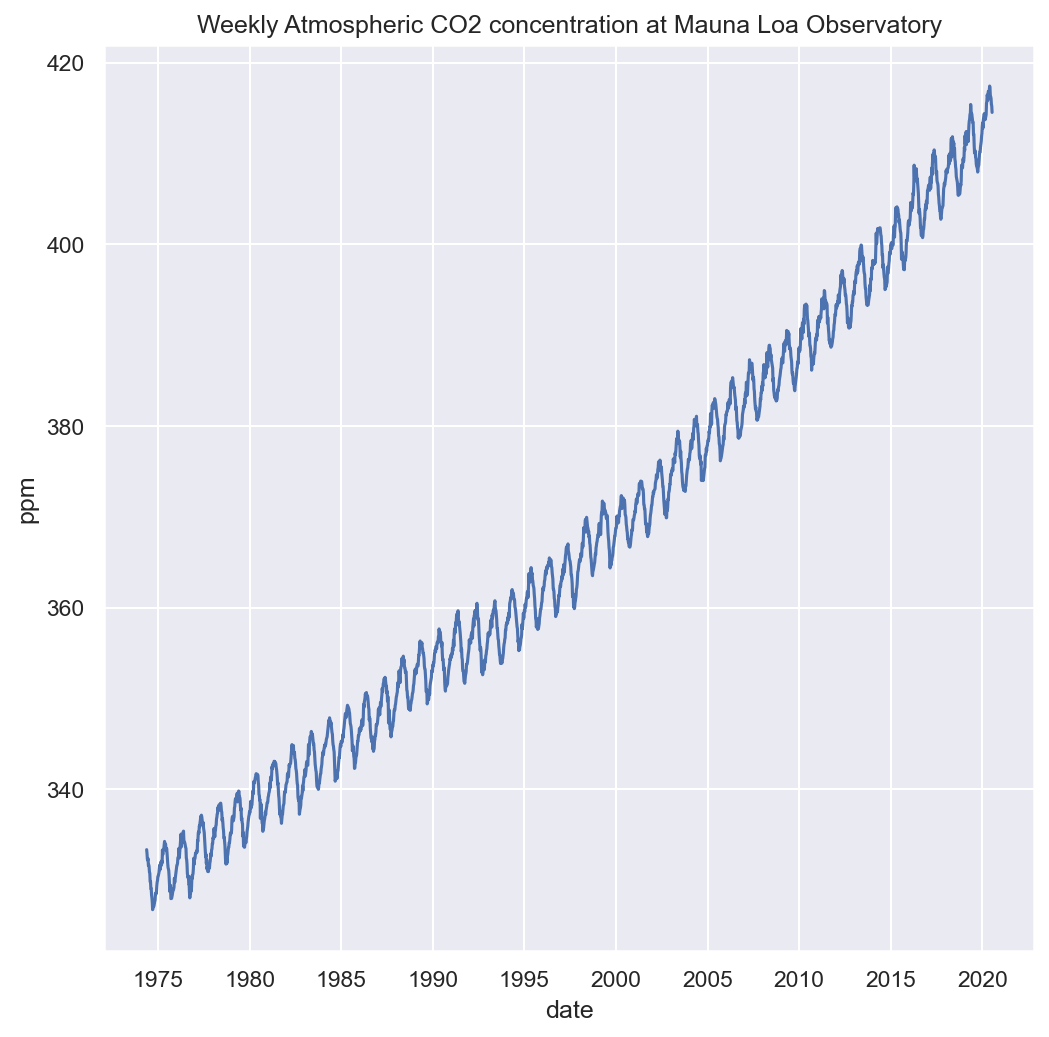 Weekly Atmospheric CO2 concentration at Mauna Loa Observatory
420
400
380
360
340
ppm
1975 1980 1985 1990 1995 2000 2005 2010 2015 2020
date